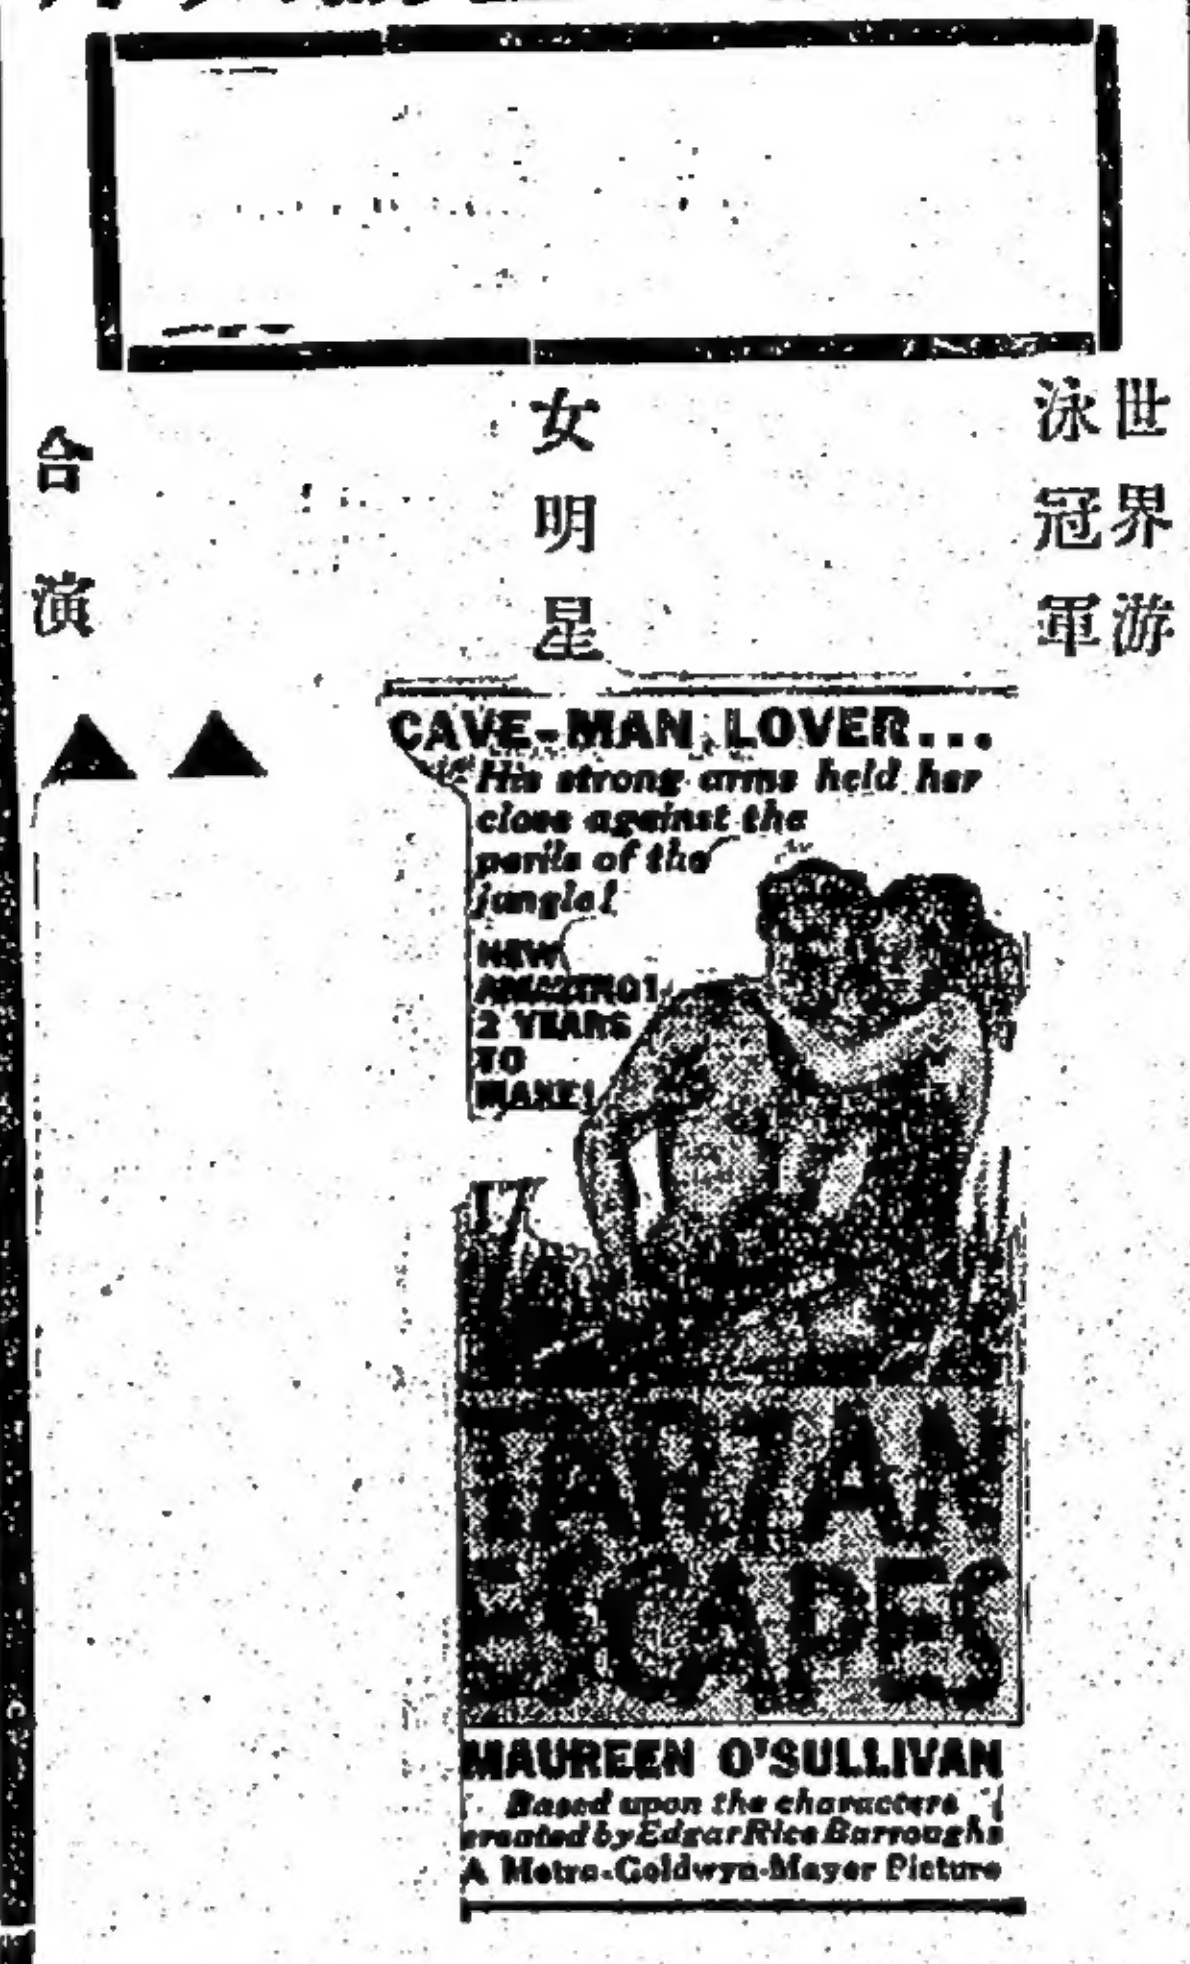 世界游
泳冠軍
女明星
合演
CAVE-MAN LOVER...
His strong arms held her
close against the
perils of the
jungle!
NEW
2 YEARS
TO
MAKE!
TARZAN
ESCAPES
MAUREEN O'SULLIVAN
Based upon the characters
created by Edgar Rice Burroughs
A Metro-Goldwyn-Mayer Picture